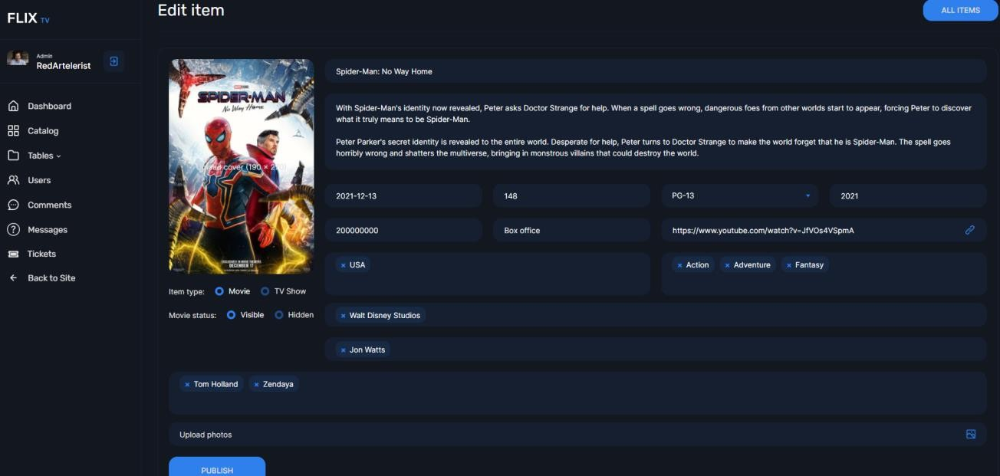 FLIX TV
Edit item
ALL ITEMS
Admin
RedArtelerist
Dashboard
Catalog
Tables
Users
Comments
Messages
Tickets
Back to Site
SPIDER-MAN
No Way Home
EXCLUSIVELY IN MOVIE THEATERS
DECEMBER 17
cover (190 ×
Item type: Movie TV Show
Movie status: Visible Hidden
Spider-Man: No Way Home
With Spider-Man's identity now revealed, Peter asks Doctor Strange for help. When a spell goes wrong, dangerous foes from other worlds start to appear, forcing Peter to discover
what it truly means to be Spider-Man.
Peter Parker's secret identity is revealed to the entire world. Desperate for help, Peter turns to Doctor Strange to make the world forget that he is Spider-Man. The spell goes
horribly wrong and shatters the multiverse, bringing in monstrous villains that could destroy the world.
2021-12-13 148 PG-13 2021
200000000 Box office https://www.youtube.com/watch?v=JfVOs4VSpmA
× USA × Action × Adventure × Fantasy
× Walt Disney Studios
× Jon Watts
× Tom Holland × Zendaya
Upload photos
PUBLISH